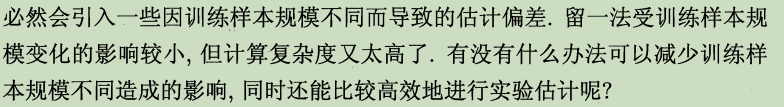 必然会引入一些因训练样本规模不同而导致的估计偏差. 留一法受训练样本规
模变化的影响较小, 但计算复杂度又太高了. 有没有什么办法可以减少训练样
本规模不同造成的影响, 同时还能比较高效地进行实验估计呢?